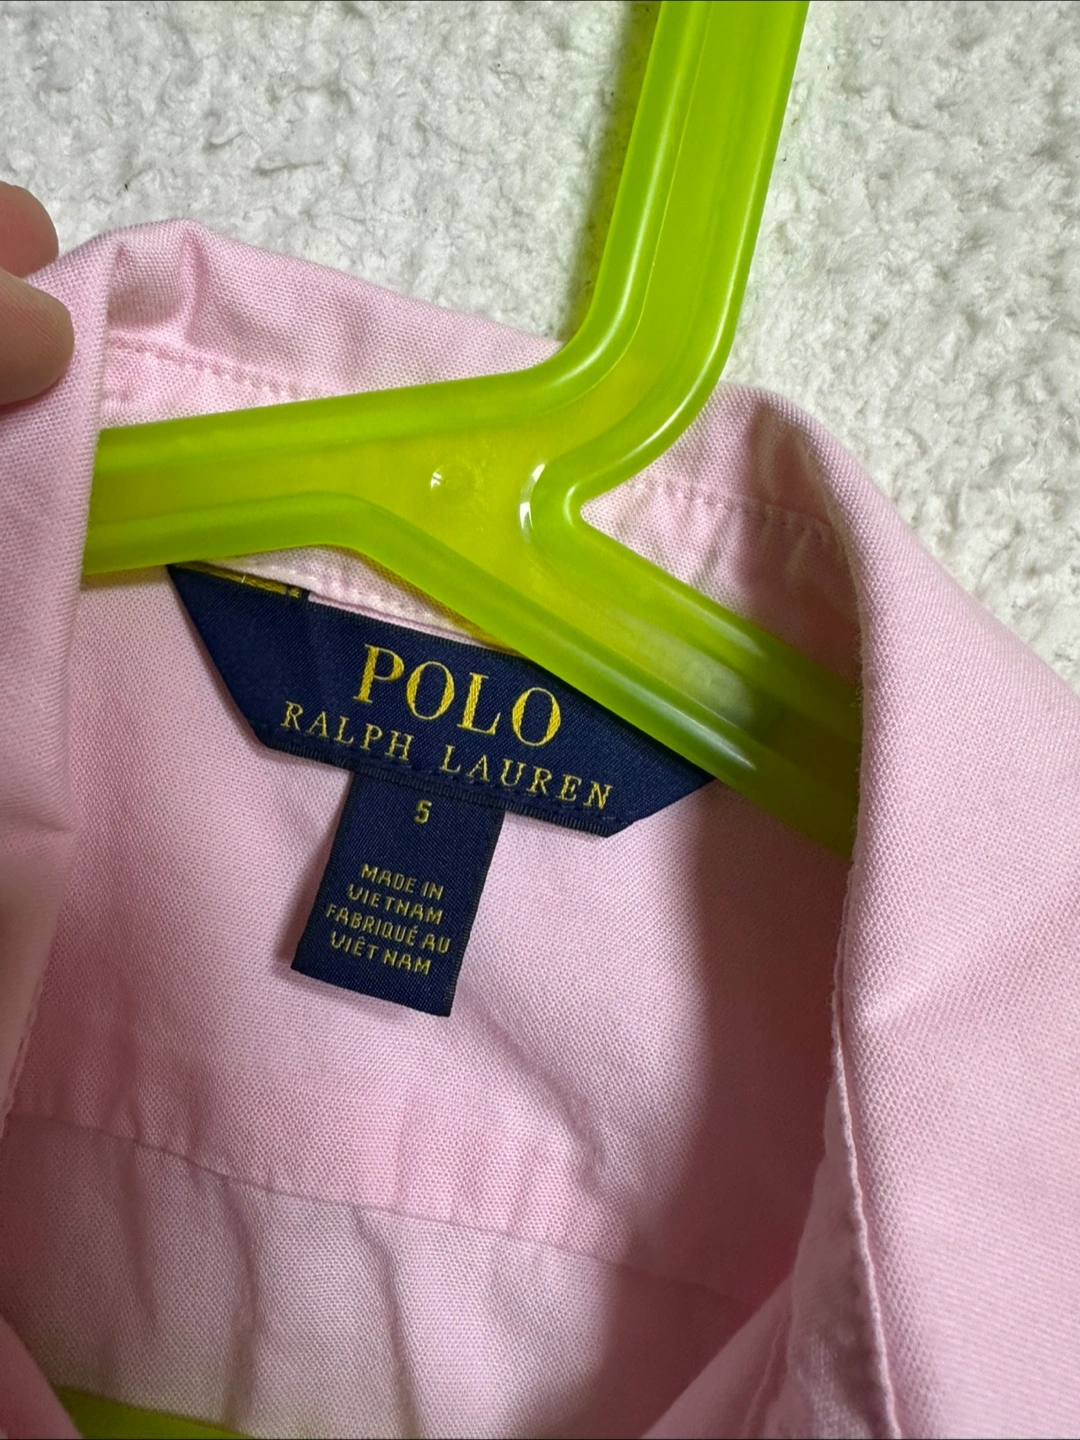 POLO
RALPH LAUREN
5
MADE IN
VIETNAM
FABRIQUÉ AU
VIÊT NAM